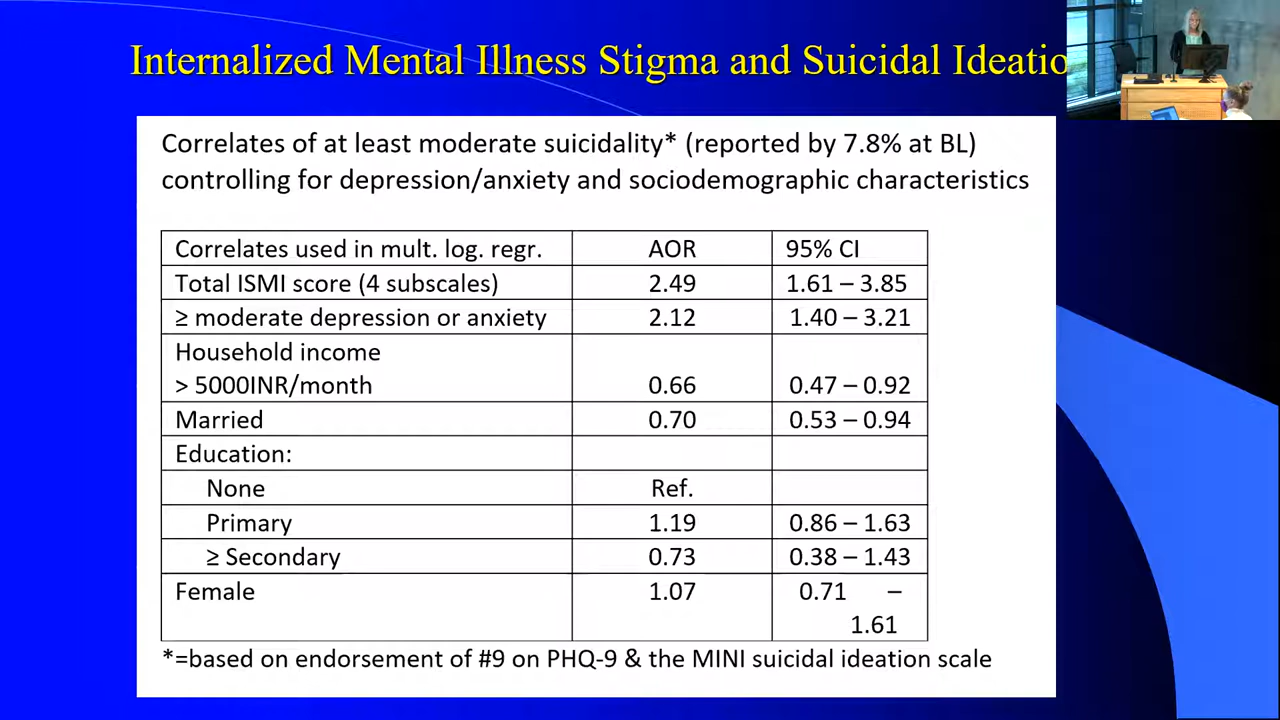 Internalized Mental Illness Stigma and Suicidal Ideatio
Correlates of at least moderate suicidality* (reported by 7.8% at BL)
controlling for depression/anxiety and sociodemographic characteristics
Correlates used in mult. log. regr. AOR 95% CI
Total ISMI score (4 subscales) 2.49 1.61 – 3.85
≥ moderate depression or anxiety 2.12 1.40 – 3.21
Household income
> 5000INR/month 0.66 0.47 – 0.92
Married 0.70 0.53 – 0.94
Education:
None Ref.
Primary 1.19 0.86 – 1.63
≥ Secondary 0.73 0.38 – 1.43
Female 1.07 0.71 –
1.61
*=based on endorsement of #9 on PHQ-9 & the MINI suicidal ideation scale